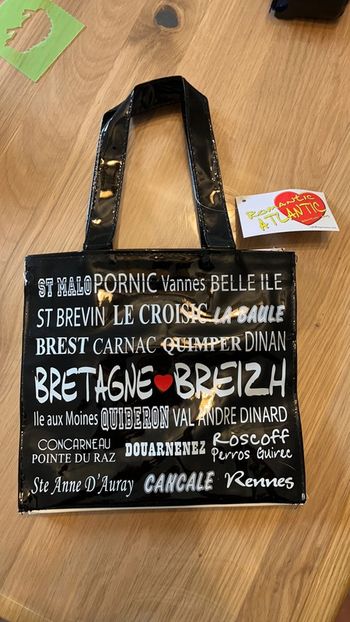 ROMANTIC
ATLANTIC
ST MALO PORNIC Vannes BELLE ILE
ST BREVIN LE CROISIC LA BAULE
BREST CARNAC QUIMPER DINAN
BRETAGNE BREIZH
Ile aux Moines QUIBERON VAL ANDRE DINARD
CONCARNEAU DOUARNENEZ Roscoff
POINTE DU RAZ Perros Guirec
Ste Anne D'Auray CANCALE Rennes